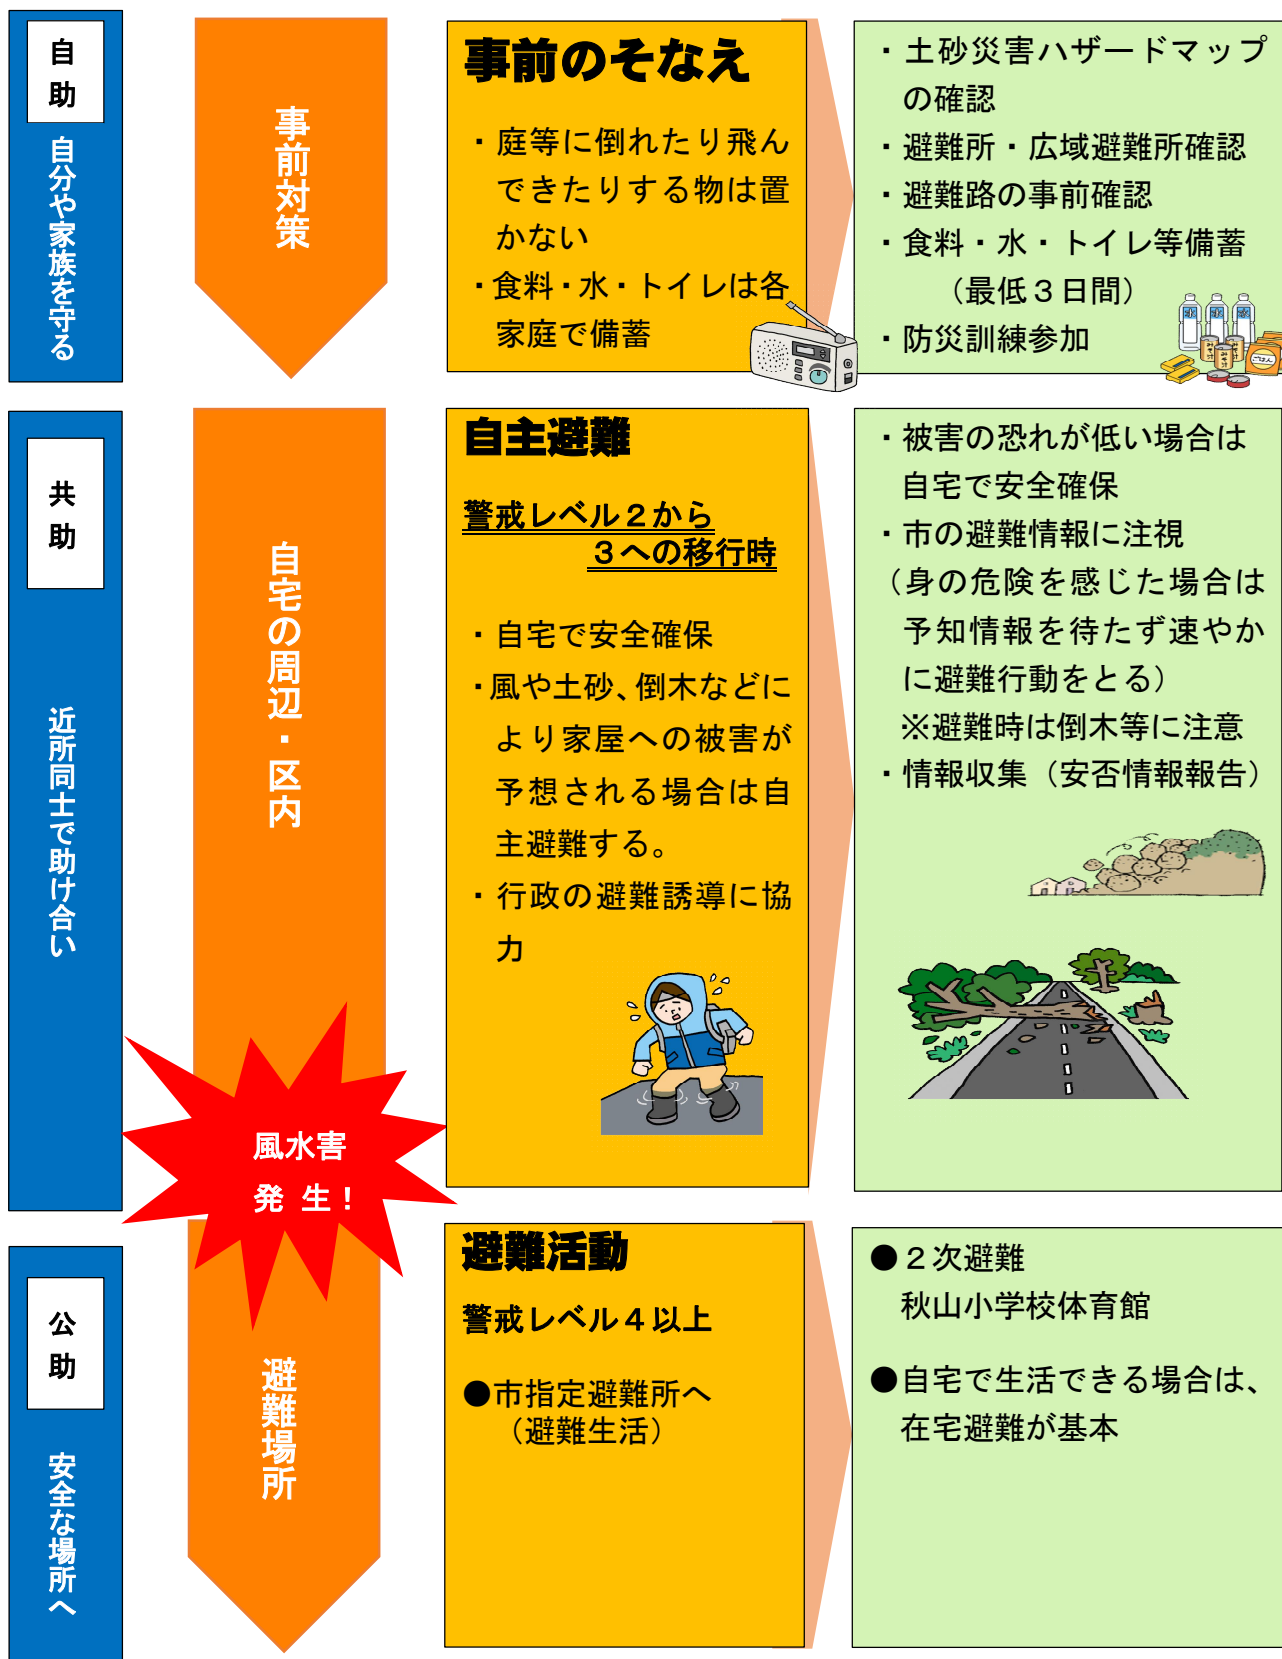 自
助
自分や家族を守る
事前対策
事前のそなえ
・庭等に倒れたり飛ん
できたりする物は置
かない
・食料・水・トイレは各
家庭で備蓄
・土砂災害ハザードマップ
の確認
・避難所・広域避難所確認
・避難路の事前確認
・食料・水・トイレ等備蓄
（最低３日間）
・防災訓練参加
水
水
水
みそ汁
みそ汁
みそ汁
ごはん
共
助
近所同士で助け合い
自宅の周辺・区内
自主避難
警戒レベル２から
３への移行時
・自宅で安全確保
・風や土砂、倒木などに
より家屋への被害が
予想される場合は自
主避難する。
・行政の避難誘導に協
力
・被害の恐れが低い場合は
自宅で安全確保
・市の避難情報に注視
（身の危険を感じた場合は
予知情報を待たず速やか
に避難行動をとる）
※避難時は倒木等に注意
・情報収集（安否情報報告）
風水害
発 生！
公
助
安全な場所へ
避難場所
避難活動
警戒レベル４以上
●市指定避難所へ
（避難生活）
●２次避難
秋山小学校体育館
●自宅で生活できる場合は、
在宅避難が基本